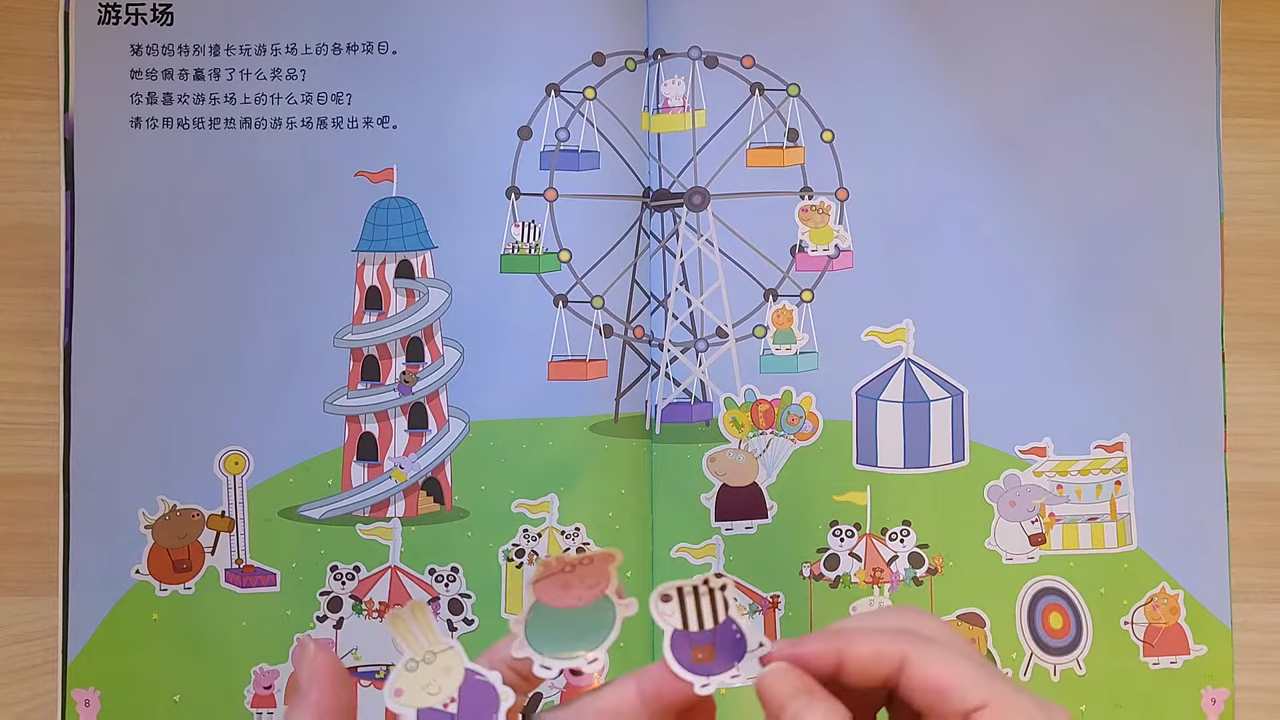 游乐场
猪妈妈特别擅长玩游乐场上的各种项目。
她给佩奇赢得了什么奖品？
你最喜欢游乐场上的什么项目呢？
请你用贴纸把热闹的游乐场展现出来吧。
8
9